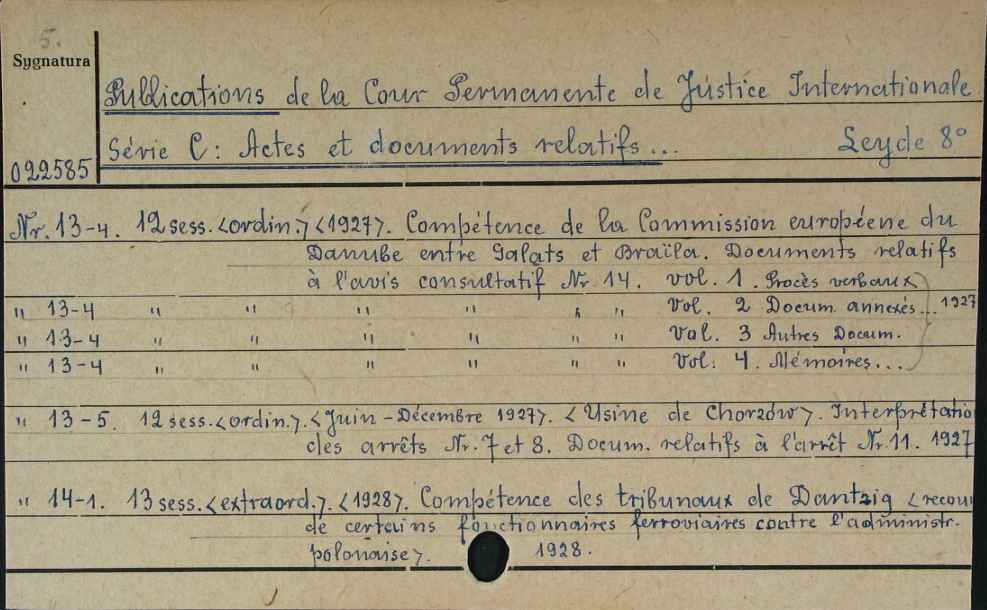 5.
Sygnatura
Publications de la Cour Permanente de Justice Internationale
Série C: Actes et documents relatifs... Leyde 8°
022585
Nr. 13-4. 12 sess. <ordin.> <1927>. Compétence de la Commission européene du
Danube entre Galats et Braïla. Documents relatifs
à l'avis consultatif Nr. 14. vol. 1. Procès verbaux
" 13-4 " " " " " " Vol. 2 Docum. annexés... 1927
" 13-4 " " " " " " Vol. 3 Autres Docum.
" 13-4 " " " " " " Vol. 4. Mémoires...
" 13-5. 12 sess. <ordin.>. <Juin-Décembre 1927>. <Usine de Chorzów>. Interprétatio
des arrêts Nr. 7 et 8. Docum. relatifs à l'arrêt Nr. 11. 1927
" 14-1. 13 sess. <extraord.>. <1928>. Compétence des tribunaux de Dantzig <recou
de certains fonctionnaires ferroviaires contre l'administr.
polonaise>. 1928.